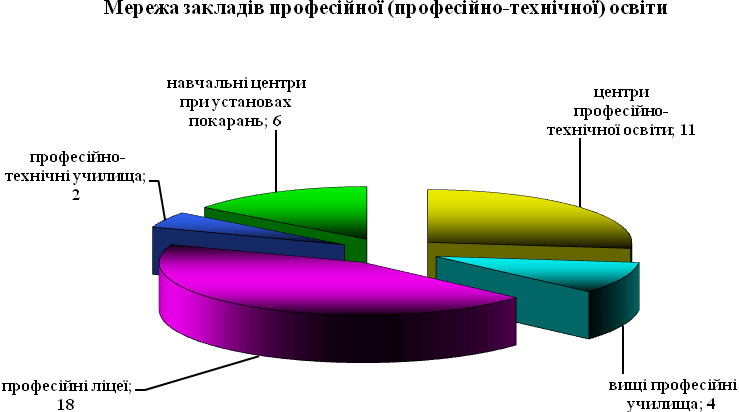 Мережа закладів професійної (професійно-технічної) освіти
навчальні центри
при установах
покарань; 6
центри
професійно-
технічної освіти; 11
професійно-
технічні училища;
2
професійні ліцеї;
18
вищі професійні
училища; 4